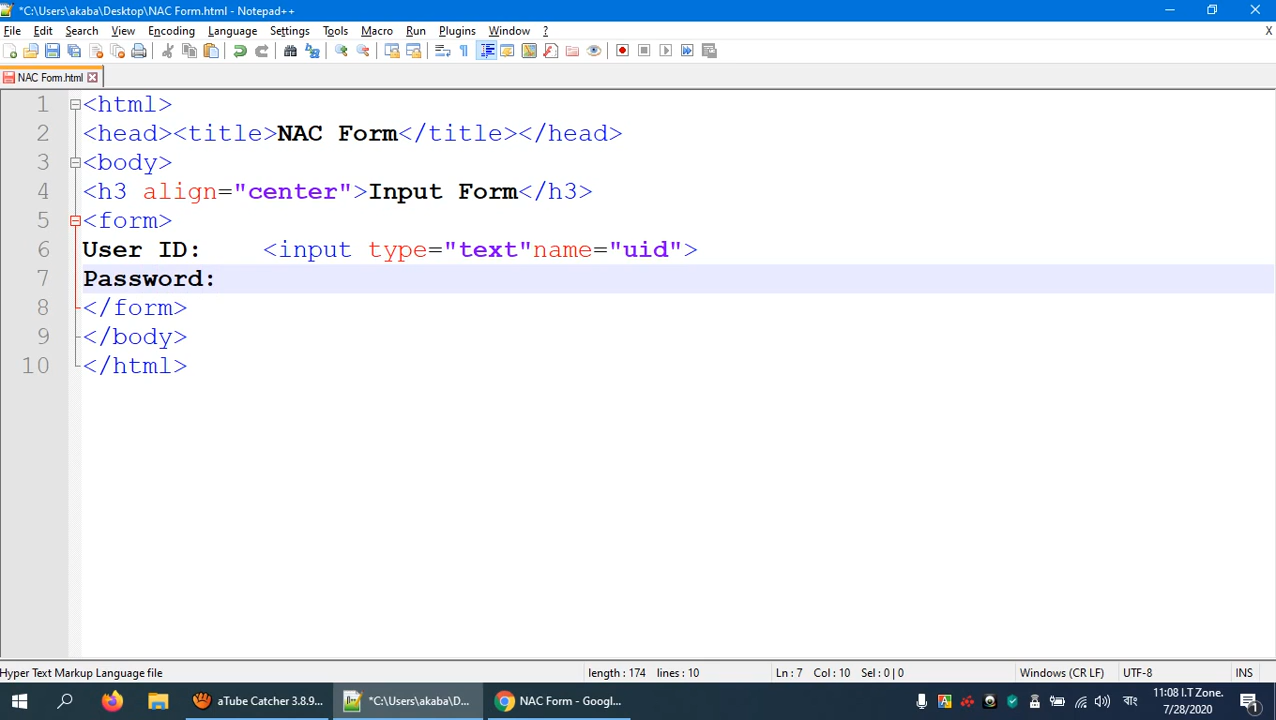 *C:\Users\akaba\Desktop\NAC Form.html - Notepad++
File Edit Search View Encoding Language Settings Tools Macro Run Plugins Window ? X
NAC Form.html
1 <html>
2 <head><title>NAC Form</title></head>
3 <body>
4 <h3 align="center">Input Form</h3>
5 <form>
6 User ID: <input type="text"name="uid">
7 Password:
8 </form>
9 </body>
10 </html>
Hyper Text Markup Language file length : 174 lines : 10 Ln : 7 Col : 10 Sel : 0 | 0 Windows (CR LF) UTF-8 INS
aTube Catcher 3.8.9... *C:\Users\akaba\D... NAC Form - Googl... বাং 11:08 I.T Zone.
7/28/2020 1